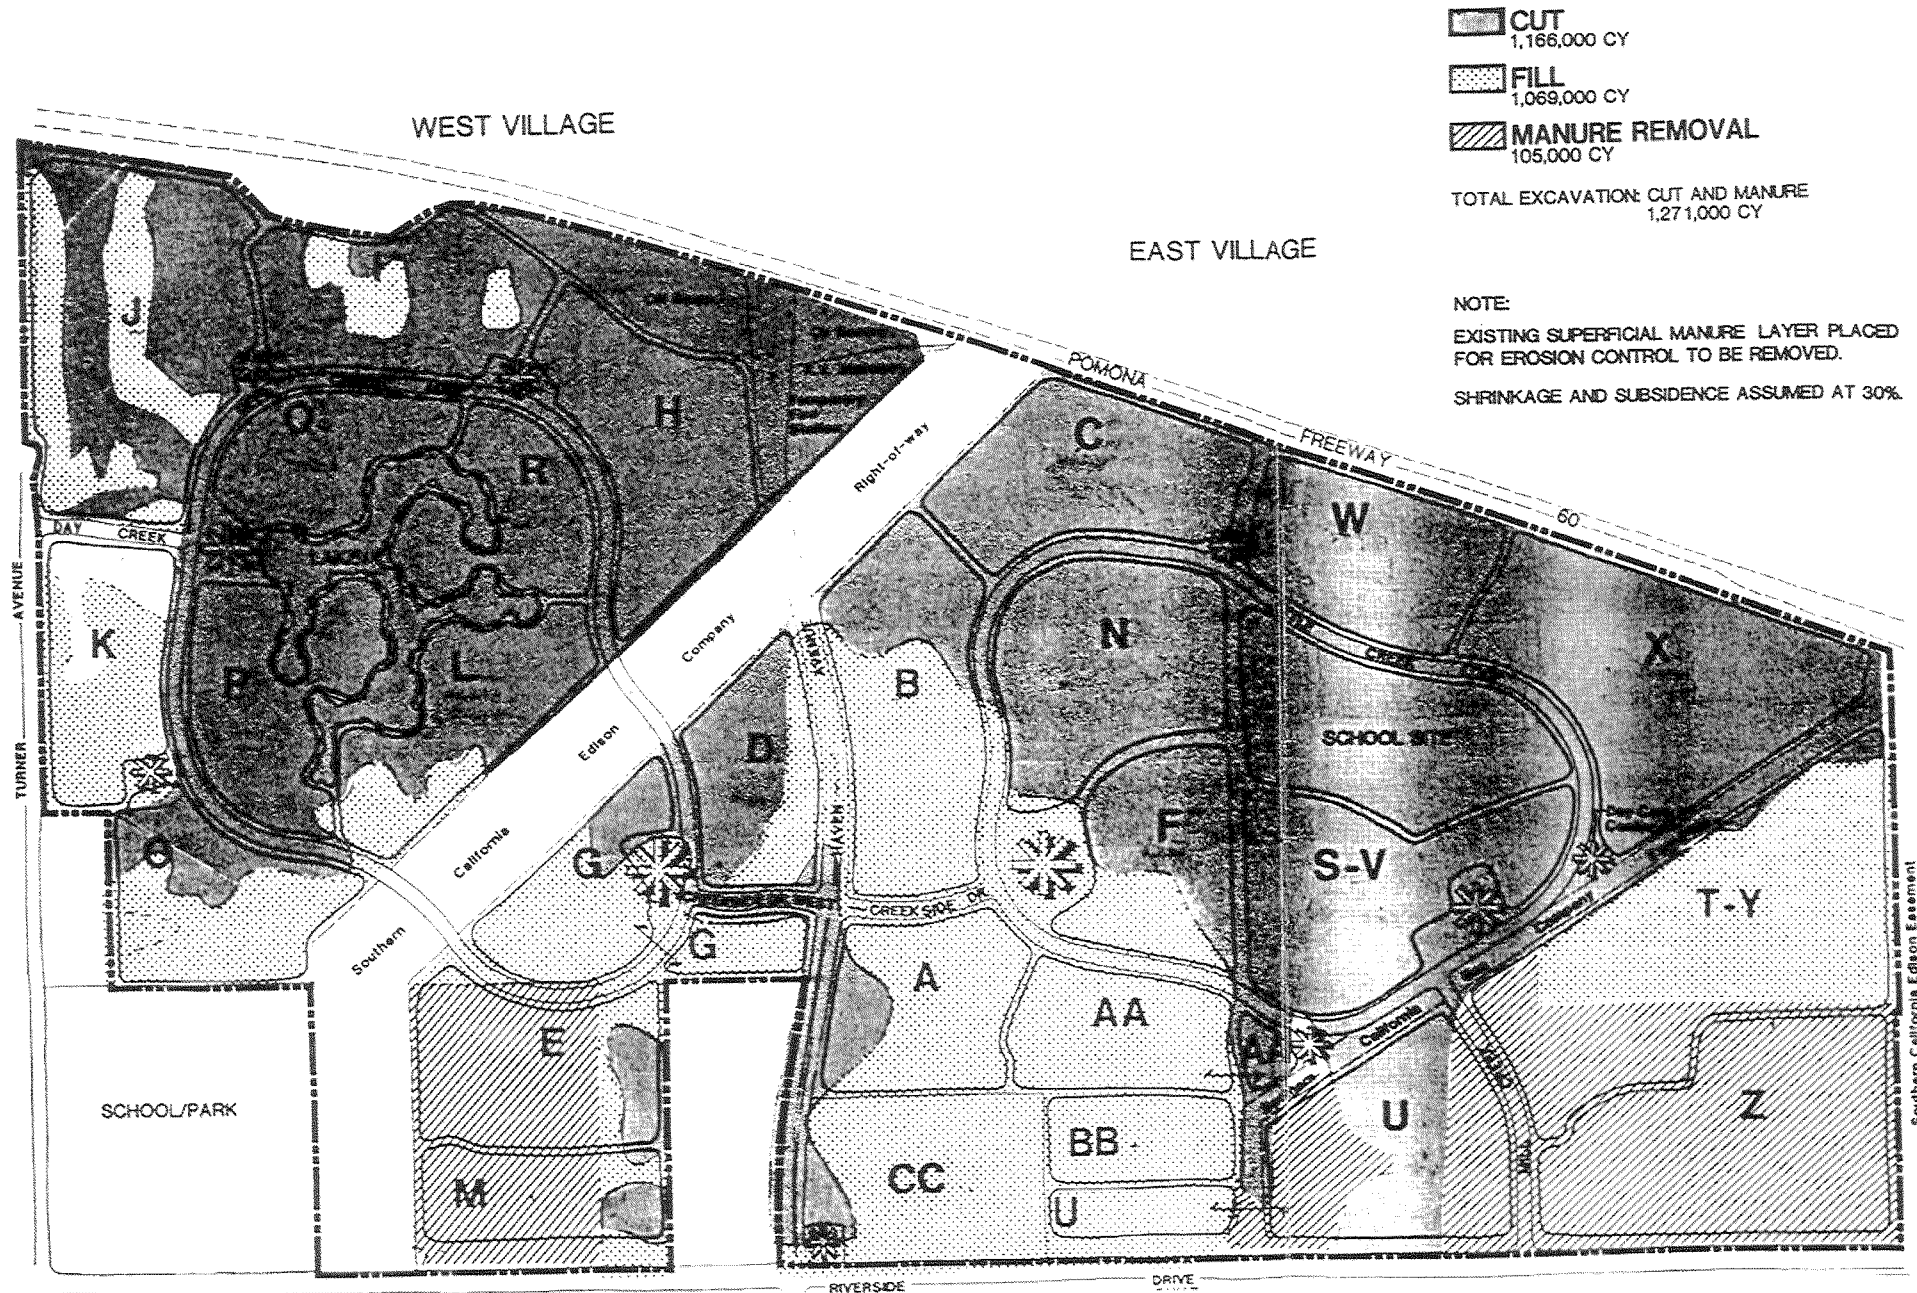 CUT
1,166,000 CY
FILL
1,069,000 CY
MANURE REMOVAL
105,000 CY
TOTAL EXCAVATION: CUT AND MANURE
1,271,000 CY
NOTE:
EXISTING SUPERFICIAL MANURE LAYER PLACED
FOR EROSION CONTROL TO BE REMOVED.
SHRINKAGE AND SUBSIDENCE ASSUMED AT 30%.
WEST VILLAGE
EAST VILLAGE
POMONA
FREEWAY
60
J
H
Q
R
C
W
Right-of-way
DAY CREEK
TURNER AVENUE
K
P
L
Company
Edison
California
Southern
D
B
N
X
CREEK
SCHOOL SITE
HAVEN
F
G
S-V
T-Y
CREEKSIDE DR
G
A
AA
Company
California
E
M
SCHOOL/PARK
CC
BB
U
U
Z
MILL
Southern California Edison Easement
RIVERSIDE
DRIVE